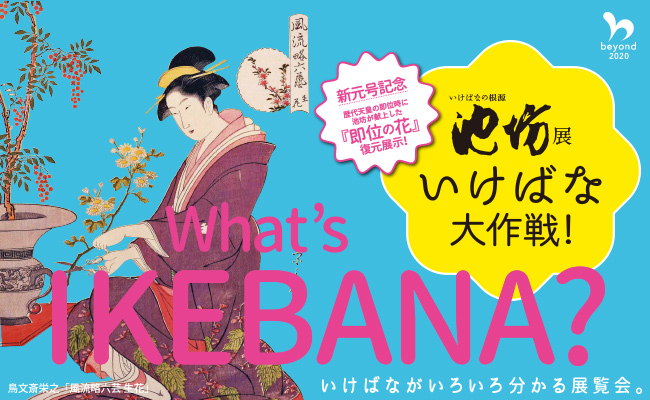 風流略六藝
生花
beyond
2020
新元号記念
歴代天皇の即位時に
池坊が献上した
『即位の花』
復元展示!
いけばなの根源
池坊展
いけばな
大作戦!
What's
IKEBANA?
鳥文斎栄之「風流略六芸 生花」
いけばながいろいろ分かる展覧会。